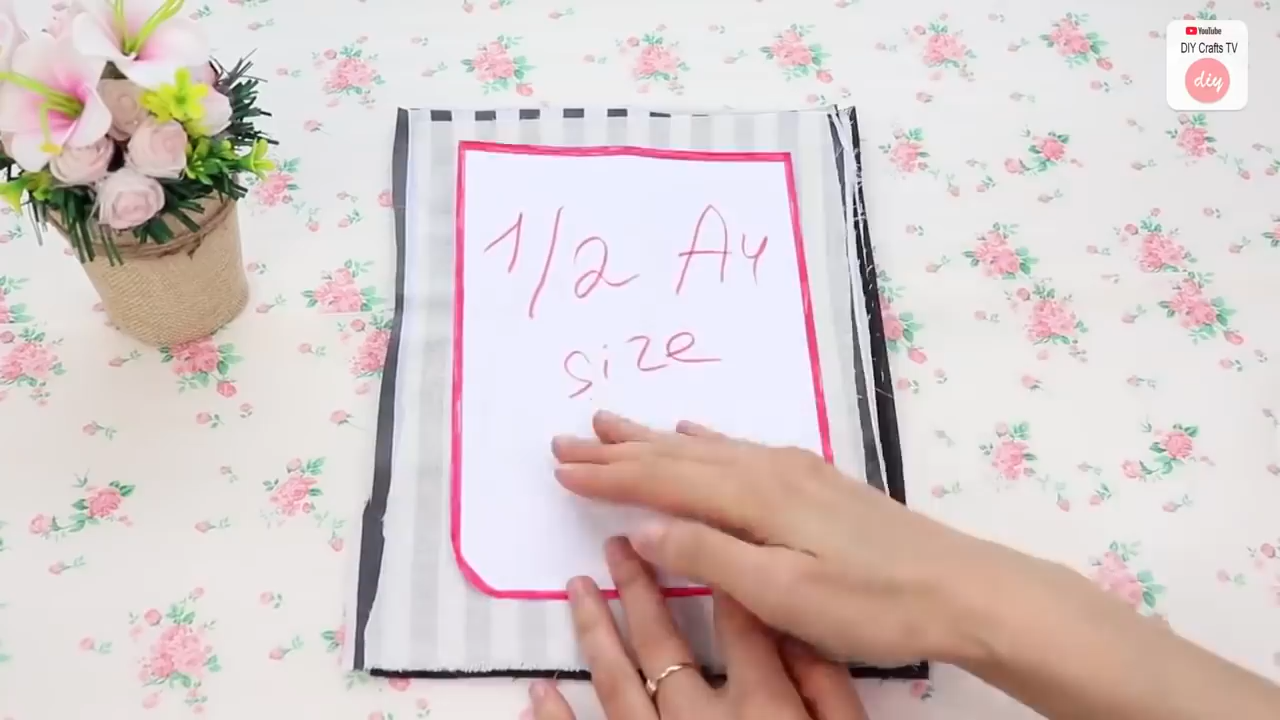 YouTube
DIY Crafts TV
diy
1/2 A4
size